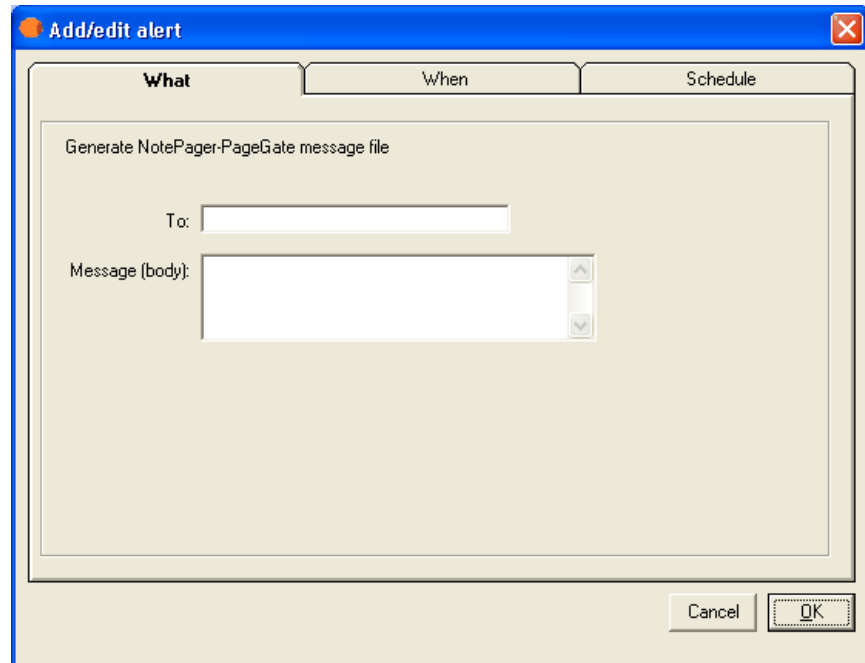 Add/edit alert
What
When
Schedule
Generate NotePager-PageGate message file
To:
Message (body):
Cancel
OK